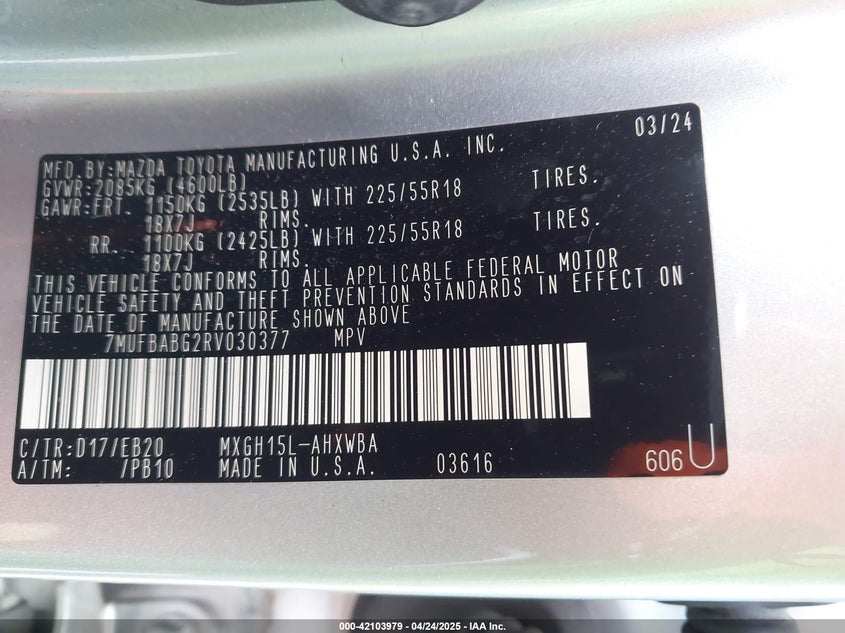 03/24
MFD.BY:MAZDA TOYOTA MANUFACTURING U.S.A. INC.
GVWR:2085KG (4600LB)
GAWR:FRT. 1150KG (2535LB) WITH 225/55R18 TIRES.
18X7J RIMS.
RR. 1100KG (2425LB) WITH 225/55R18 TIRES.
18X7J RIMS.
THIS VEHICLE CONFORMS TO ALL APPLICABLE FEDERAL MOTOR
VEHICLE SAFETY AND THEFT PREVENTION STANDARDS IN EFFECT ON
THE DATE OF MANUFACTURE SHOWN ABOVE
7MUFBABG2RV030377 MPV
C/TR:D17/EB20 MXGH15L-AHXWBA
A/TM: /PB10 MADE IN U.S.A. 03616 606U
000-42103979 - 04/24/2025 - IAA Inc.